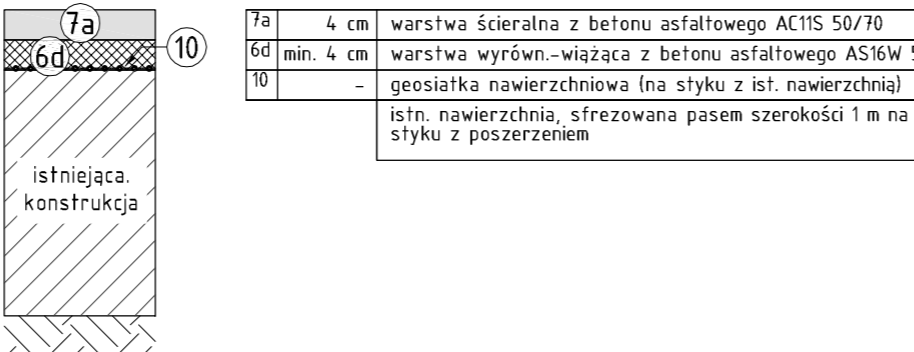 7a
6d
10
istniejąca.
konstrukcja
7a 4 cm warstwa ścieralna z betonu asfaltowego AC11S 50/70
6d min. 4 cm warstwa wyrówn.-wiążąca z betonu asfaltowego AS16W
10 - geosiatka nawierzchniowa (na styku z ist. nawierzchnią)
istn. nawierzchnia, sfrezowana pasem szerokości 1 m na
styku z poszerzeniem